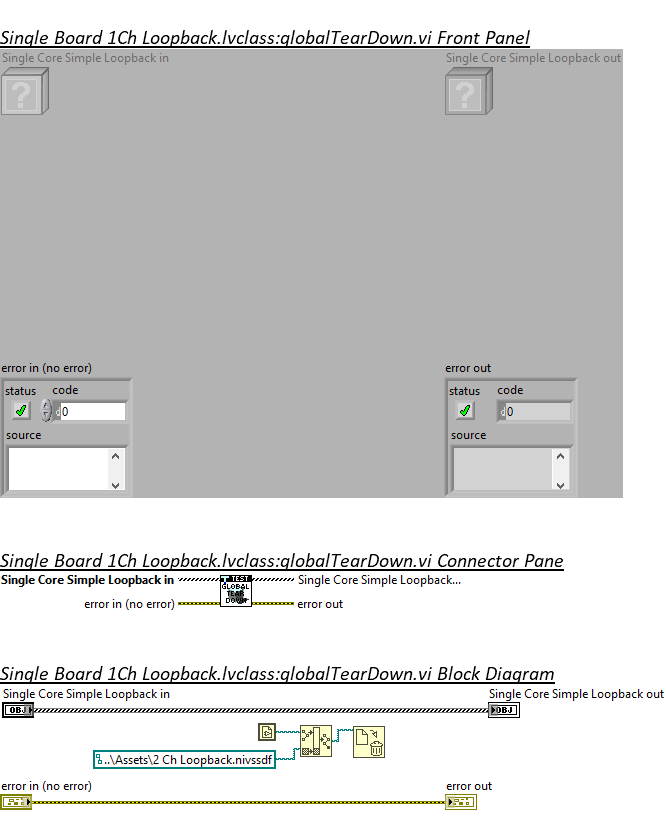 Single Board 1Ch Loopback.lvclass:globalTearDown.vi Front Panel
Single Core Simple Loopback in
Single Core Simple Loopback out
?
?
error in (no error)
error out
status
code
status
code
d
0
d
0
source
source
Single Board 1Ch Loopback.lvclass:globalTearDown.vi Connector Pane
Single Core Simple Loopback in
TEST
Single Core Simple Loopback...
GLOBAL
TEAR
DOWN
error in (no error)
error out
Single Board 1Ch Loopback.lvclass:globalTearDown.vi Block Diagram
Single Core Simple Loopback in
Single Core Simple Loopback out
OBJ
OBJ
..\Assets\2 Ch Loopback.nivssdf
error in (no error)
error out